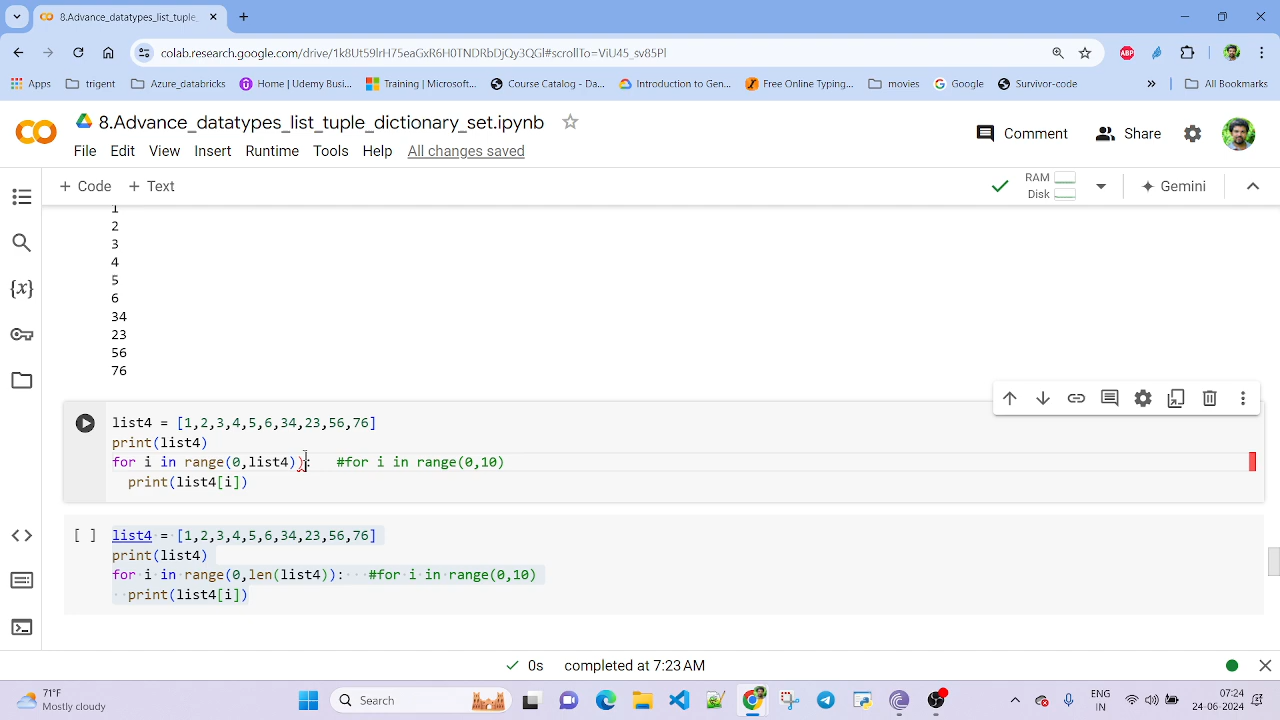 8.Advance_datatypes_list_tuple_
colab.research.google.com/drive/1k8Ut59lrH75eaGxR6H0TNDRbDjQy3QGl#scrollTo=ViU45_sv85Pl
ABP
Apps trigent Azure databricks Home | Udemy Busi... Training | Microsoft... Course Catalog - Da... Introduction to Gen... Free Online Typing... movies Google Survivor-code » All Bookmarks
8.Advance_datatypes_list_tuple_dictionary_set.ipynb
Comment Share
File Edit View Insert Runtime Tools Help All changes saved
+ Code + Text
RAM
Disk
Gemini
1
2
3
4
5
6
34
23
56
76
list4 = [1,2,3,4,5,6,34,23,56,76]
print(list4)
for i in range(0,list4)): #for i in range(0,10)
print(list4[i])
[ ] list4 = [1,2,3,4,5,6,34,23,56,76]
print(list4)
for i in range(0,len(list4)): #for i in range(0,10)
print(list4[i])
0s completed at 7:23 AM
71°F
Mostly cloudy
Search
ENG
IN
07:24
24-06-2024